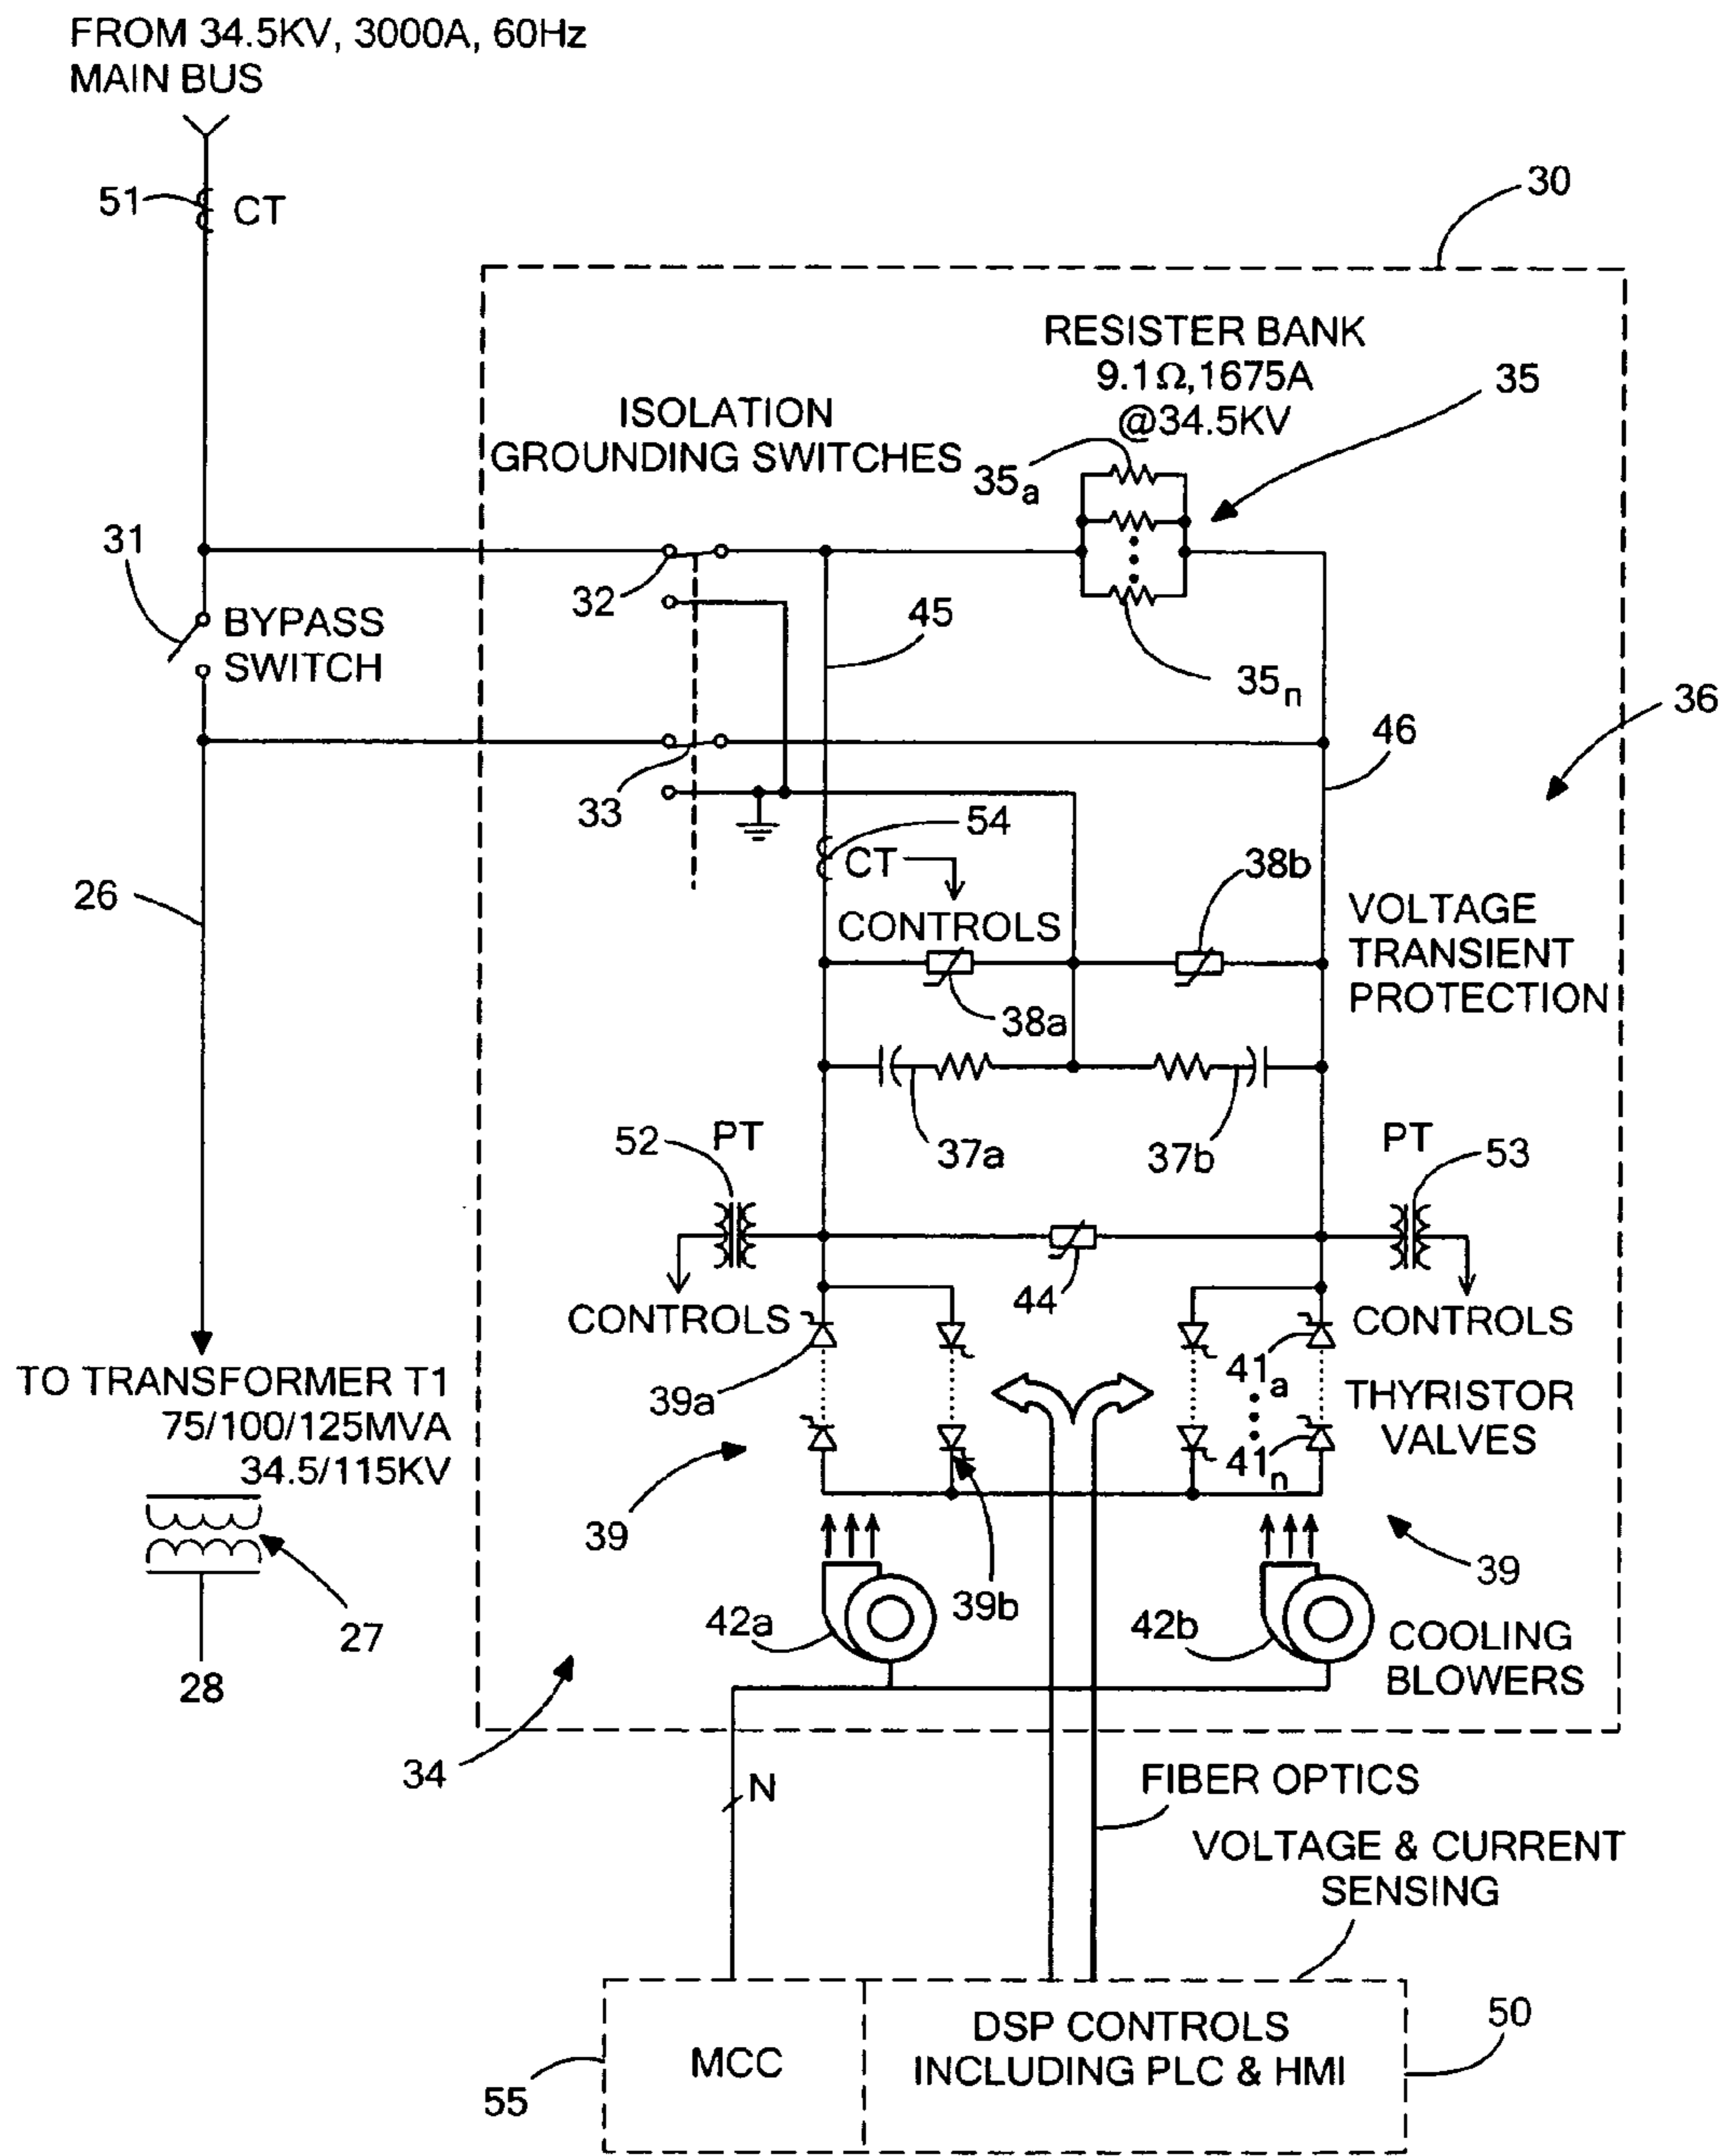 FROM 34.5KV, 3000A, 60Hz
MAIN BUS
51
CT
30
RESISTER BANK
9.1Ω,1675A
@34.5KV
35
ISOLATION
GROUNDING SWITCHES
35a
31
BYPASS
SWITCH
32
45
35n
36
46
33
54
CT
CONTROLS
38b
26
VOLTAGE
TRANSIENT
PROTECTION
38a
52
PT
37a
37b
PT
53
44
CONTROLS
CONTROLS
TO TRANSFORMER T1
75/100/125MVA
34.5/115KV
39a
41a
THYRISTOR
VALVES
41n
39
39
27
28
42a
39b
42b
COOLING
BLOWERS
34
N
FIBER OPTICS
VOLTAGE & CURRENT
SENSING
55
MCC
DSP CONTROLS
INCLUDING PLC & HMI
50